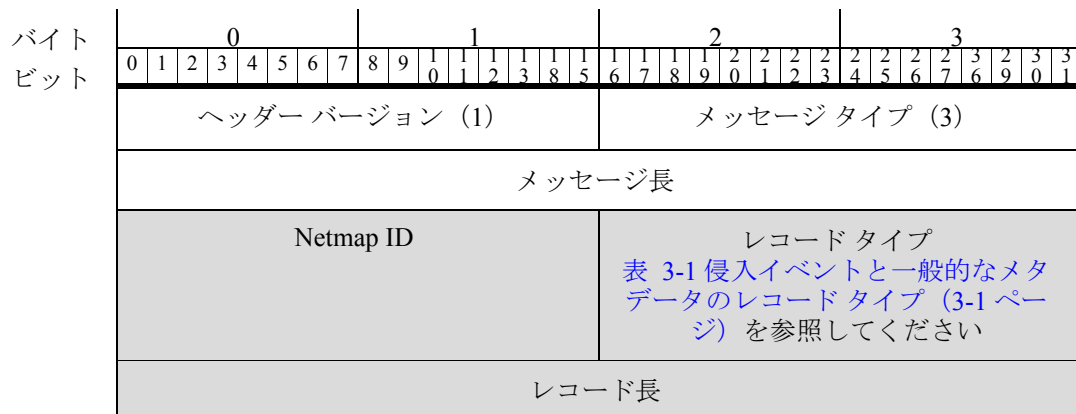 バイト 0 1 2 3
ビット 0 1 2 3 4 5 6 7 8 9 10 11 12 13 18 15 16 17 18 19 20 21 22 23 24 25 26 27 36 29 30 31
ヘッダー バージョン（1） メッセージ タイプ（3）
メッセージ長
Netmap ID レコード タイプ
表 3-1 侵入イベントと一般的なメタ
データのレコード タイプ（3-1 ペー
ジ）を参照してください
レコード長